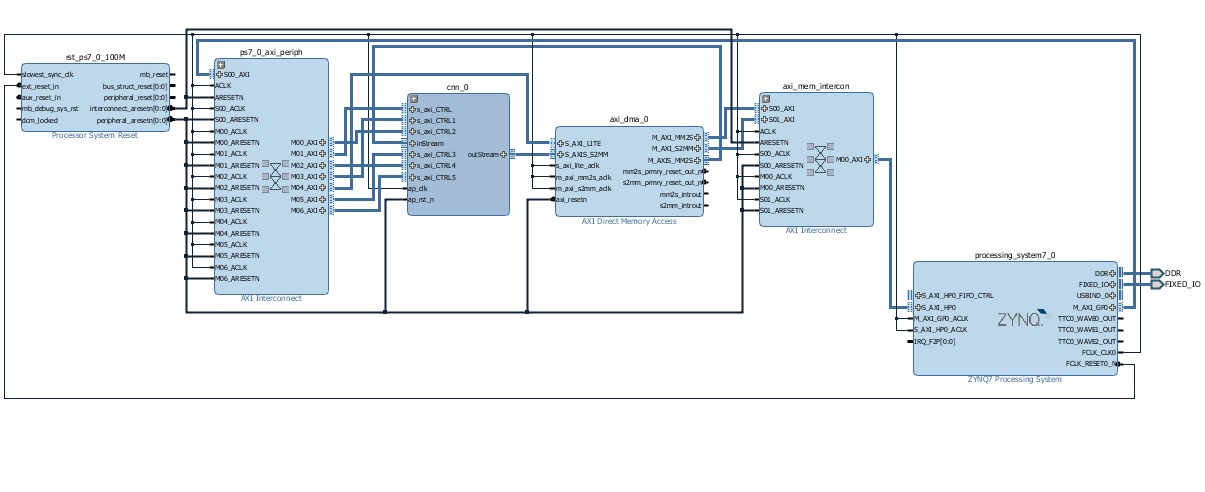 rst_ps7_0_100M
slowest_sync_clk
ext_reset_in
aux_reset_in
mb_debug_sys_rst
dcm_locked
mb_reset
bus_struct_reset[0:0]
peripheral_reset[0:0]
interconnect_aresetn[0:0]
peripheral_aresetn[0:0]
Processor System Reset
ps7_0_axi_periph
S00_AXI
ACLK
ARESETN
S00_ACLK
S00_ARESETN
M00_ACLK
M00_ARESETN
M01_ACLK
M01_ARESETN
M02_ACLK
M02_ARESETN
M03_ACLK
M03_ARESETN
M04_ACLK
M04_ARESETN
M05_ACLK
M05_ARESETN
M06_ACLK
M06_ARESETN
M00_AXI
M01_AXI
M02_AXI
M03_AXI
M04_AXI
M05_AXI
M06_AXI
AXI Interconnect
cnn_0
s_axi_CTRL
s_axi_CTRL1
s_axi_CTRL2
inStream
s_axi_CTRL3
s_axi_CTRL4
s_axi_CTRL5
ap_clk
ap_rst_n
outStream
axi_dma_0
S_AXI_LITE
S_AXIS_S2MM
s_axi_lite_aclk
m_axi_mm2s_aclk
m_axi_s2mm_aclk
axi_resetn
M_AXI_MM2S
M_AXI_S2MM
M_AXIS_MM2S
mm2s_prmry_reset_out_n
s2mm_prmry_reset_out_n
mm2s_introut
s2mm_introut
AXI Direct Memory Access
axi_mem_intercon
S00_AXI
S01_AXI
ACLK
ARESETN
S00_ACLK
S00_ARESETN
M00_ACLK
M00_ARESETN
S01_ACLK
S01_ARESETN
M00_AXI
AXI Interconnect
processing_system7_0
S_AXI_HP0_FIFO_CTRL
S_AXI_HP0
M_AXI_GP0_ACLK
S_AXI_HP0_ACLK
IRQ_F2P[0:0]
ZYNQ
DDR
FIXED_IO
USBIND_0
M_AXI_GP0
TTC0_WAVE0_OUT
TTC0_WAVE1_OUT
TTC0_WAVE2_OUT
FCLK_CLK0
FCLK_RESET0_N
ZYNQ7 Processing System
DDR
FIXED_IO